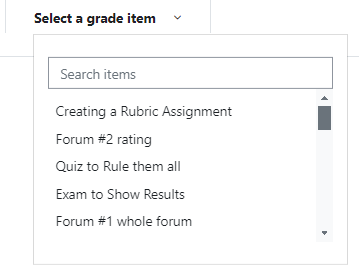 Select a grade item
Search items
Creating a Rubric Assignment
Forum #2 rating
Quiz to Rule them all
Exam to Show Results
Forum #1 whole forum